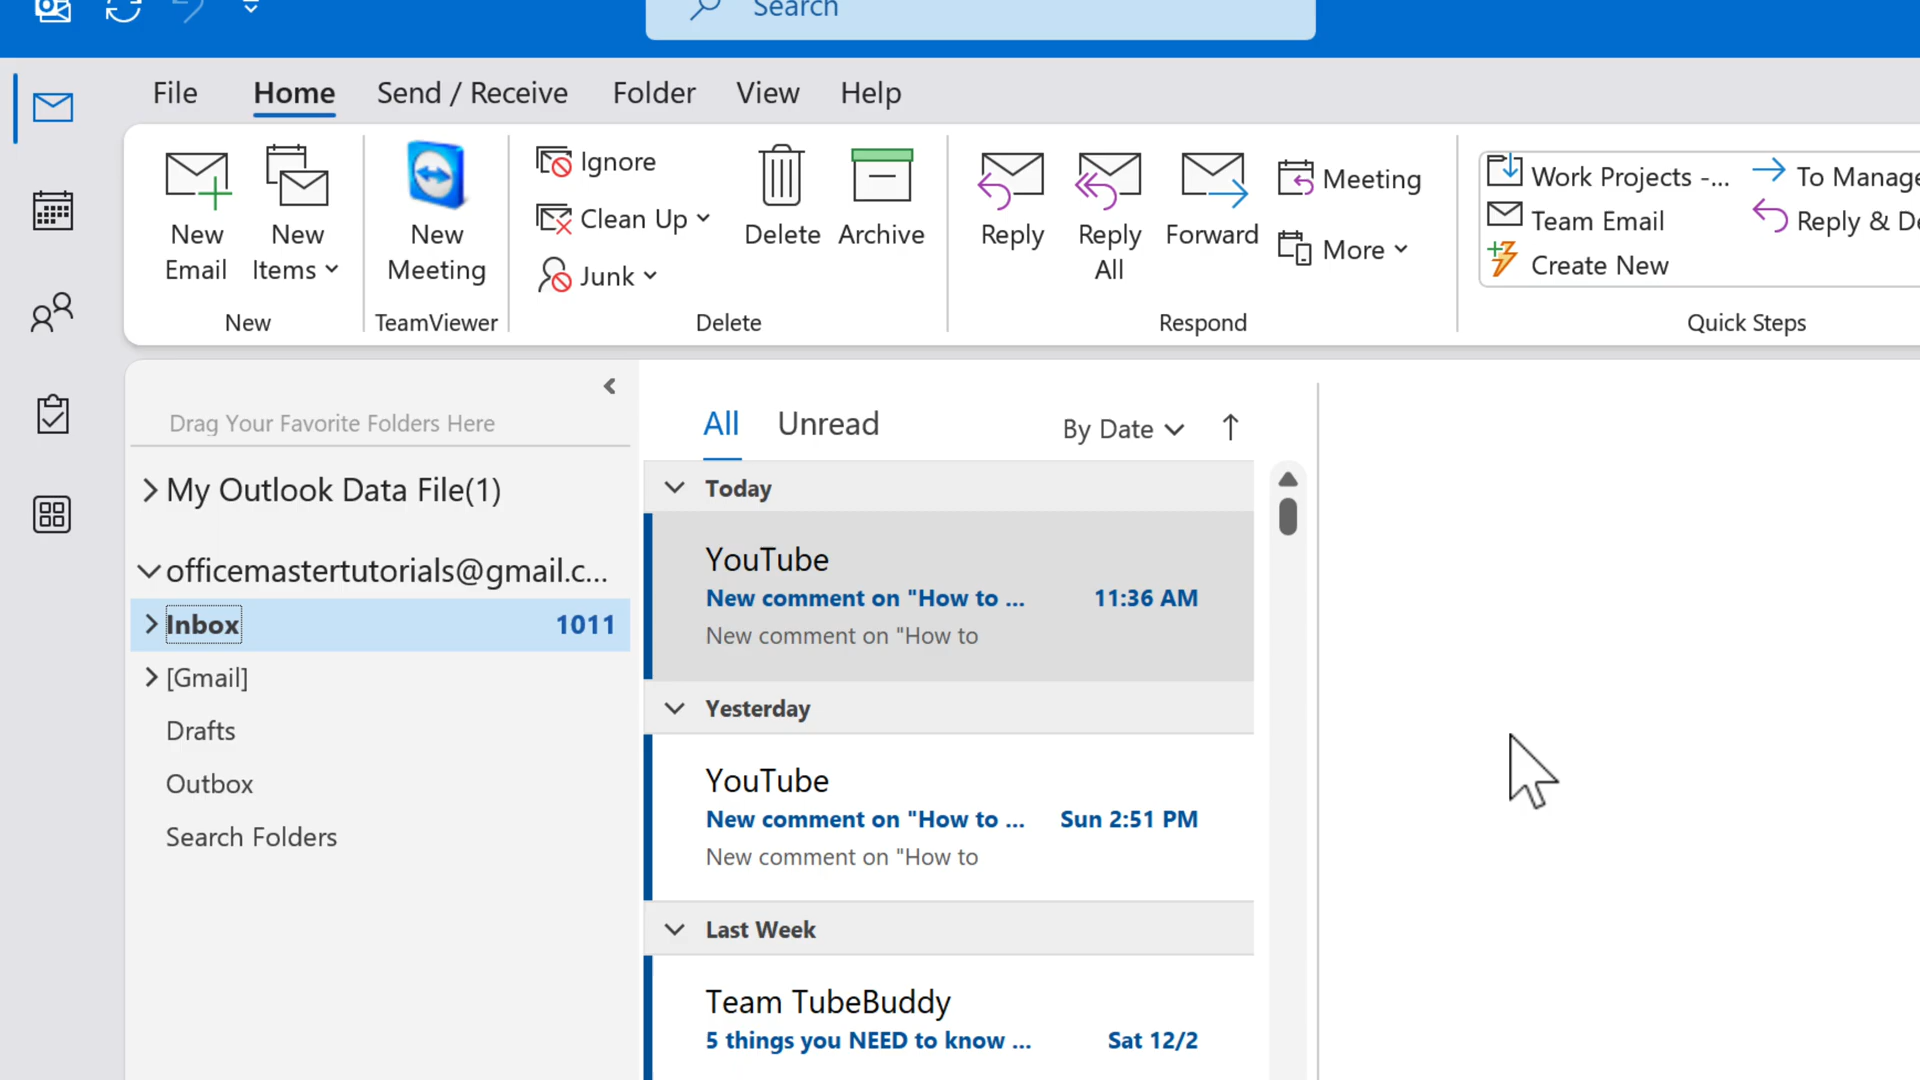 Search
File Home Send / Receive Folder View Help
New Email
New Items
New
New Meeting
TeamViewer
Ignore
Clean Up
Junk
Delete
Archive
Delete
Reply
Reply All
Forward
Meeting
More
Respond
Work Projects -...
Team Email
Create New
To Manage
Reply & De
Quick Steps
Drag Your Favorite Folders Here
My Outlook Data File(1)
officemastertutorials@gmail.c...
Inbox 1011
[Gmail]
Drafts
Outbox
Search Folders
All Unread By Date
Today
YouTube
New comment on "How to ... 11:36 AM
New comment on "How to
Yesterday
YouTube
New comment on "How to ... Sun 2:51 PM
New comment on "How to
Last Week
Team TubeBuddy
5 things you NEED to know ... Sat 12/2